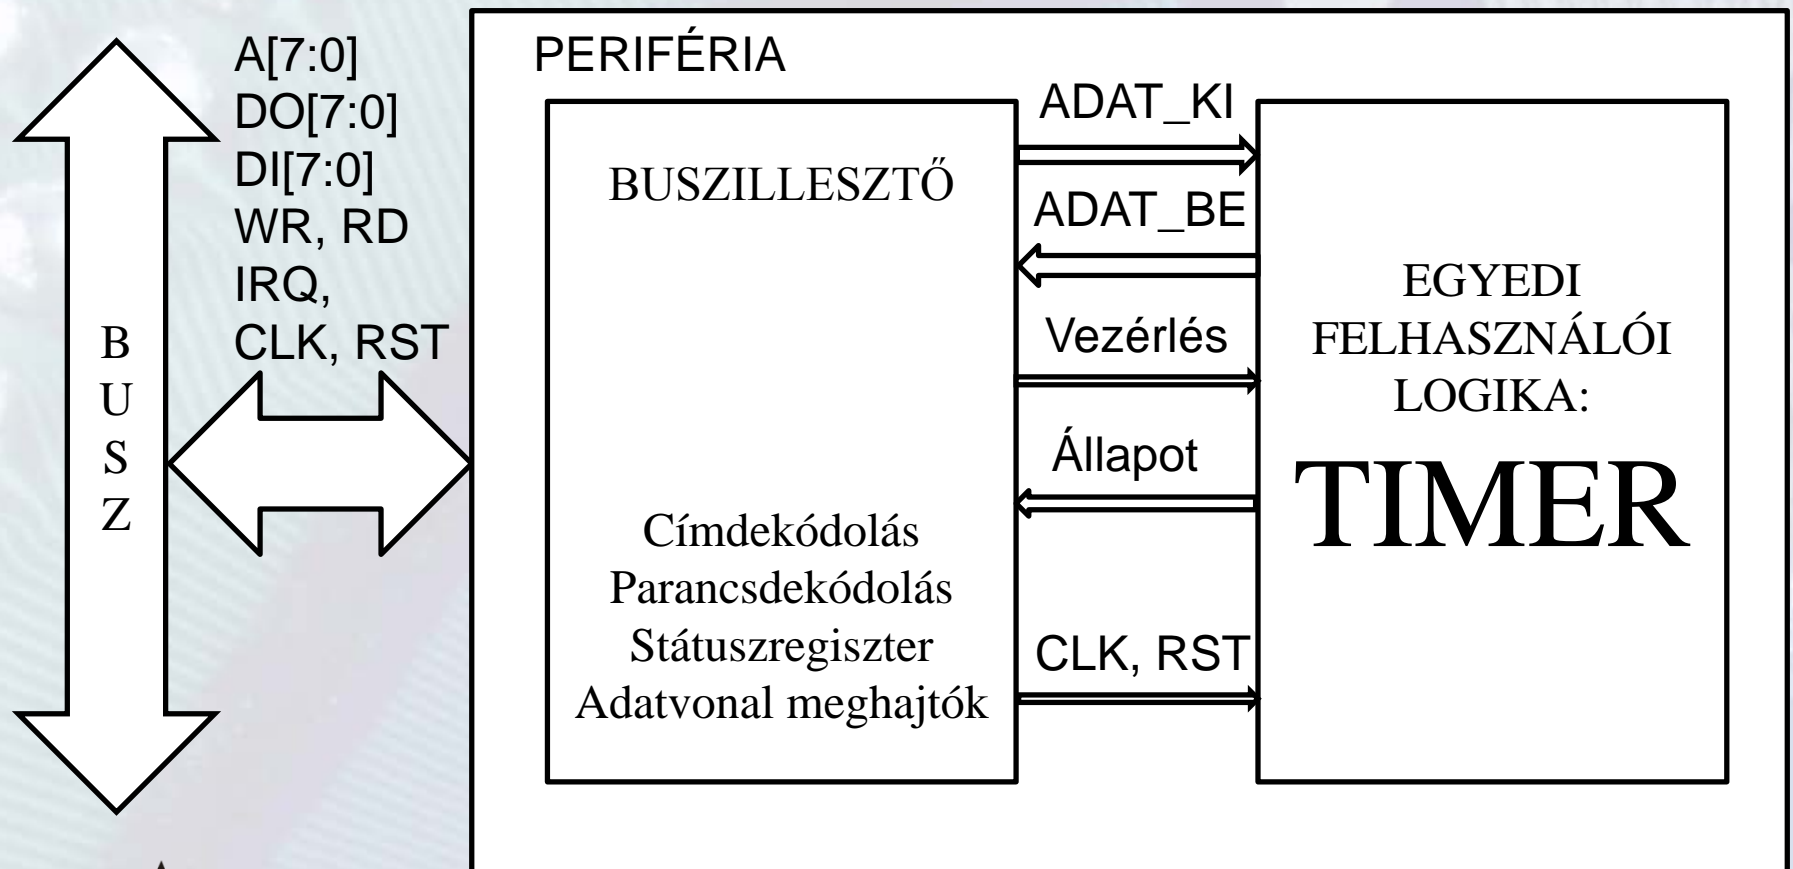 A[7:0]
DO[7:0]
DI[7:0]
WR, RD
IRQ,
CLK, RST
B
U
S
Z
PERIFÉRIA
BUSZILLESZTŐ
Címdekódolás
Parancsdekódolás
Státuszregiszter
Adatvonal meghajtók
ADAT_KI
ADAT_BE
Vezérlés
Állapot
CLK, RST
EGYEDI
FELHASZNÁLÓI
LOGIKA:
TIMER